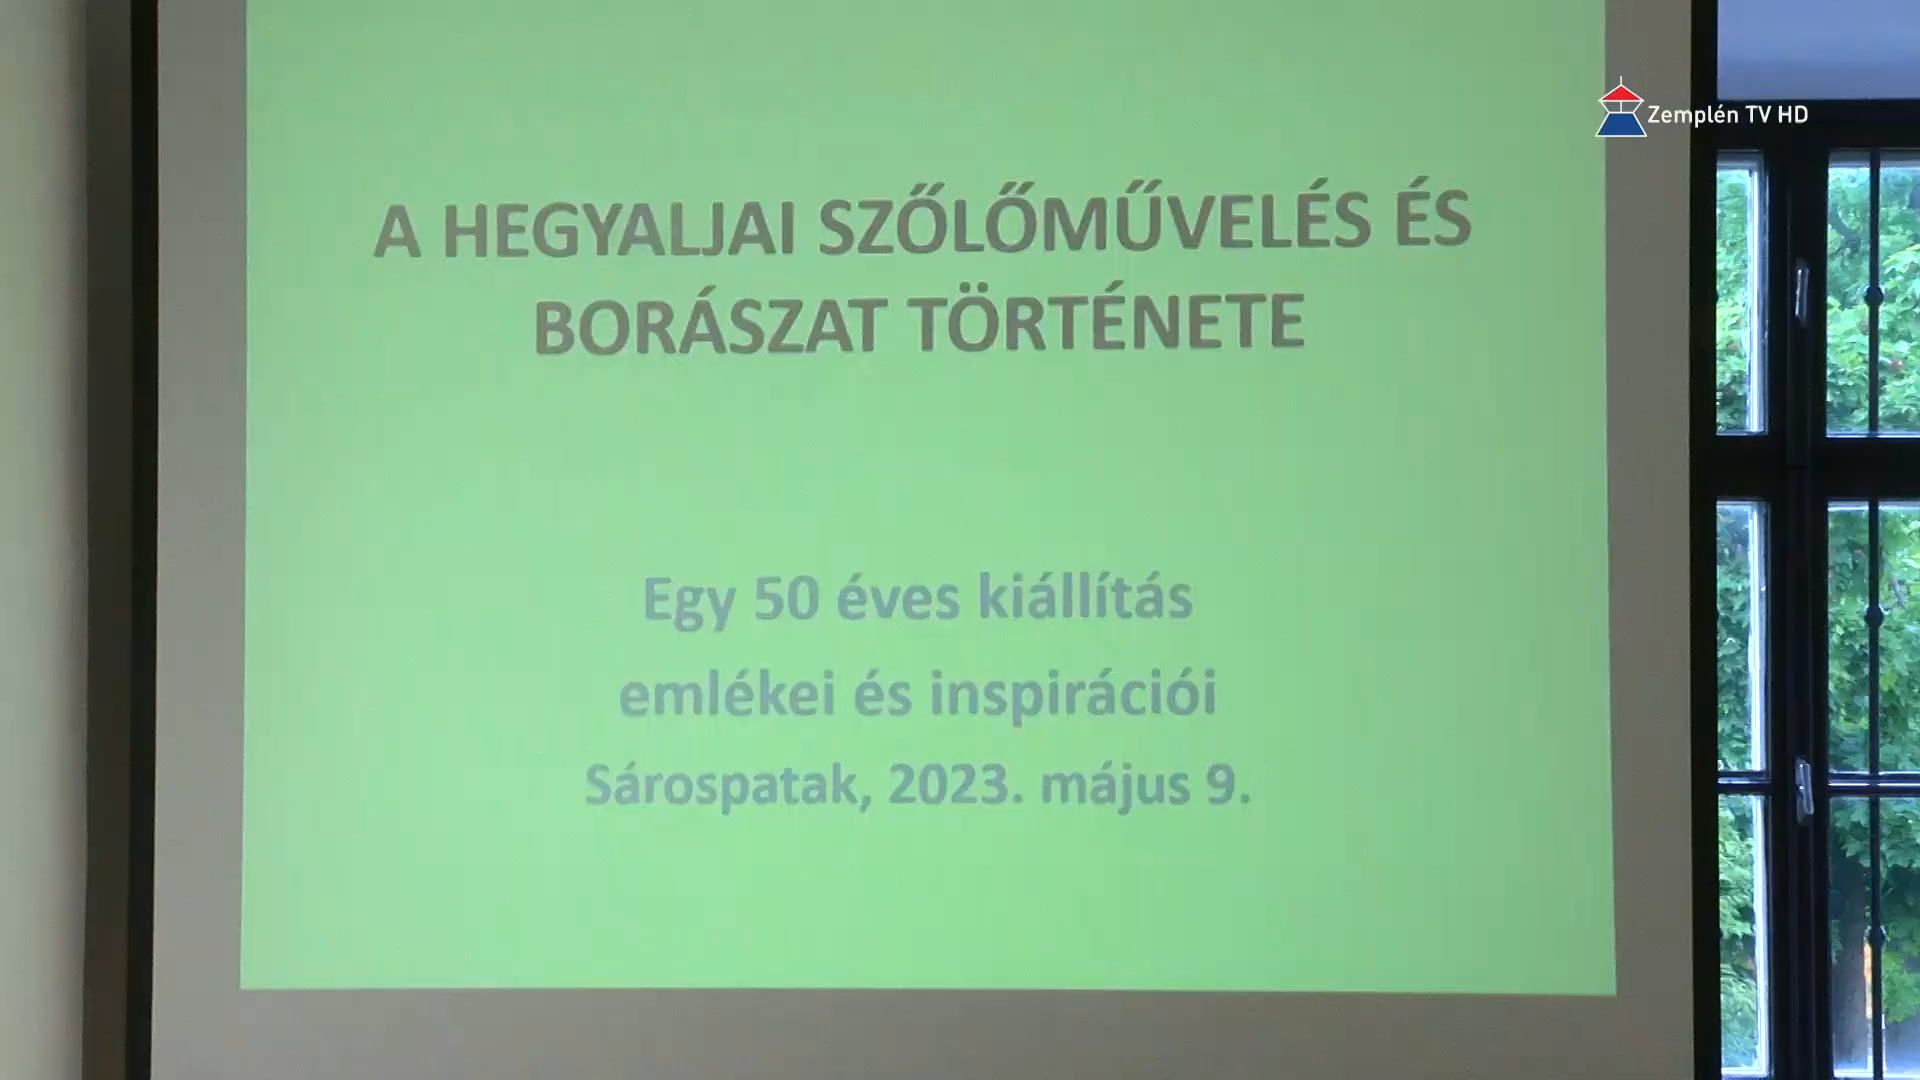 Zemplén TV HD
A HEGYALJAI SZŐLŐMŰVELÉS ÉS
BORÁSZAT TÖRTÉNETE
Egy 50 éves kiállítás
emlékei és inspirációi
Sárospatak, 2023. május 9.